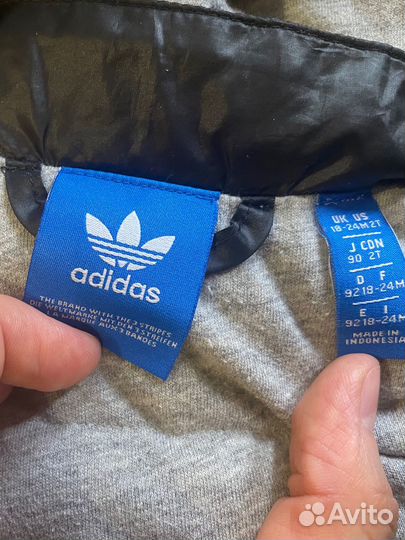 adidas
THE BRAND WITH THE 3 STRIPES
DIE WELTMARKE MIT DEN 3 STREIFEN
LA MARQUE AUX 3 BANDES
UK US
18-24M 2T
J CDN
90 2T
D F
92 18-24M
E I
92 18-24M
MADE IN
INDONESIA
Avito